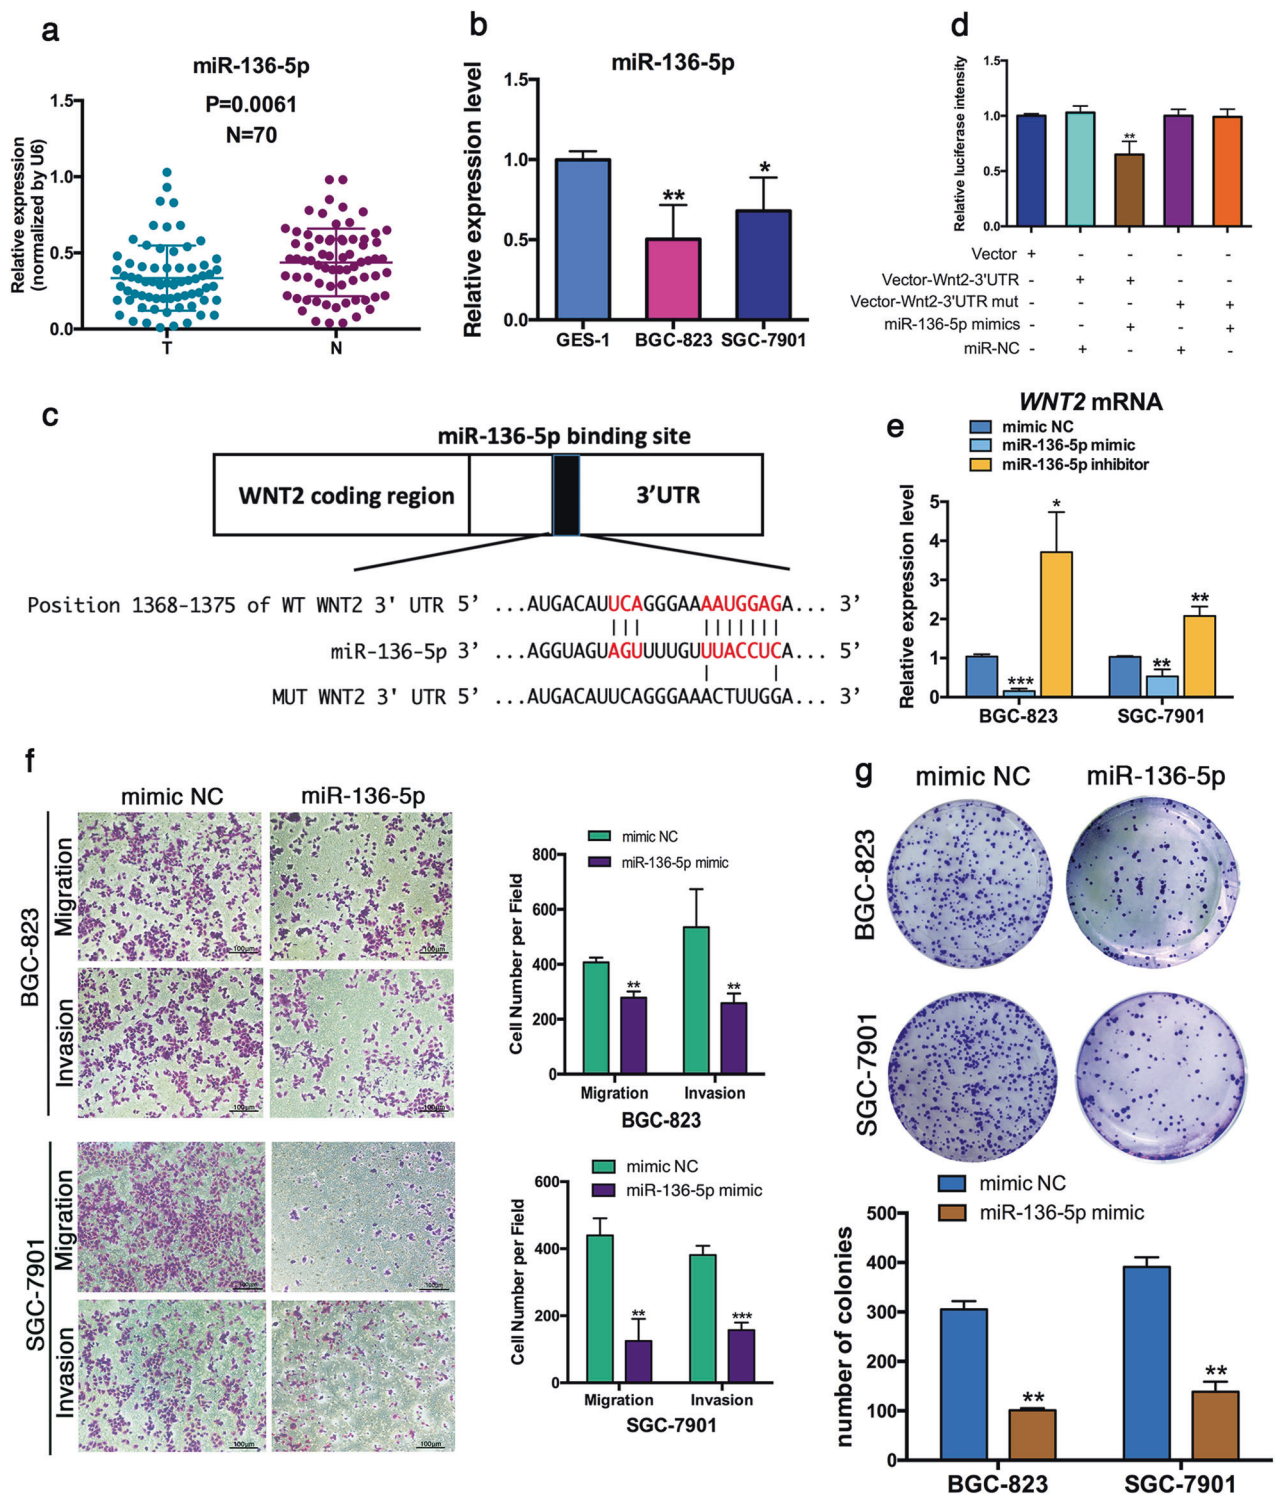 a
miR-136-5p
P=0.0061
N=70
Relative expression
(normalized by U6)
1.5
1.0
0.5
0.0
T N
b
miR-136-5p
Relative expression level
1.5
1.0
0.5
0.0
** *
GES-1 BGC-823 SGC-7901
d
Relative luciferase intensity
1.5
1.0
0.5
0.0
**
Vector + - - - -
Vector-Wnt2-3'UTR - + + - -
Vector-Wnt2-3'UTR mut - - - + +
miR-136-5p mimics - - + - +
miR-NC - + - + -
c
miR-136-5p binding site
WNT2 coding region 3'UTR
Position 1368-1375 of WT WNT2 3' UTR 5' ...AUGACAUUCAGGGAAAAUGGAGA... 3'
miR-136-5p 3' ...AGGUAGUAGUUUUGUUUACCUCA... 5'
MUT WNT2 3' UTR 5' ...AUGACAUUCAGGGAAACUUGGA... 3'
e
WNT2 mRNA
mimic NC
miR-136-5p mimic
miR-136-5p inhibitor
Relative expression level
5
4
3
2
1
0
*** * ** **
BGC-823 SGC-7901
f
mimic NC miR-136-5p
BGC-823
Migration
100μm 100μm
Invasion
100μm 100μm
SGC-7901
Migration
100μm 100μm
Invasion
100μm 100μm
mimic NC
miR-136-5p mimic
Cell Number per Field
800
600
400
200
0
** **
Migration Invasion
BGC-823
mimic NC
miR-136-5p mimic
Cell Number per Field
600
400
200
0
** ***
Migration Invasion
SGC-7901
g
mimic NC miR-136-5p
BGC-823
SGC-7901
mimic NC
miR-136-5p mimic
number of colonies
500
400
300
200
100
0
** **
BGC-823 SGC-7901